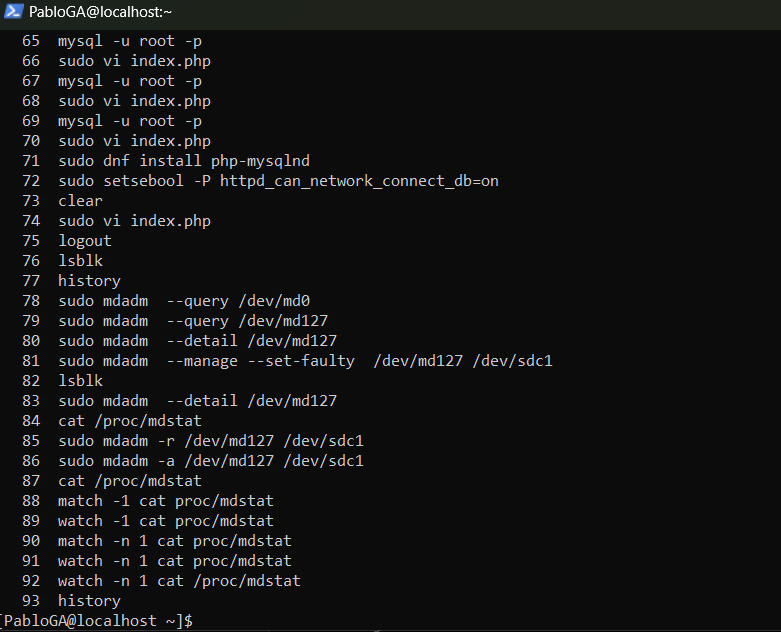 PabloGA@localhost:~
65 mysql -u root -p
66 sudo vi index.php
67 mysql -u root -p
68 sudo vi index.php
69 mysql -u root -p
70 sudo vi index.php
71 sudo dnf install php-mysqlnd
72 sudo setsebool -P httpd_can_network_connect_db=on
73 clear
74 sudo vi index.php
75 logout
76 lsblk
77 history
78 sudo mdadm  --query /dev/md0
79 sudo mdadm  --query /dev/md127
80 sudo mdadm  --detail /dev/md127
81 sudo mdadm  --manage --set-faulty  /dev/md127 /dev/sdc1
82 lsblk
83 sudo mdadm  --detail /dev/md127
84 cat /proc/mdstat
85 sudo mdadm -r /dev/md127 /dev/sdc1
86 sudo mdadm -a /dev/md127 /dev/sdc1
87 cat /proc/mdstat
88 match -1 cat proc/mdstat
89 watch -1 cat proc/mdstat
90 match -n 1 cat proc/mdstat
91 watch -n 1 cat proc/mdstat
92 watch -n 1 cat /proc/mdstat
93 history
[PabloGA@localhost ~]$